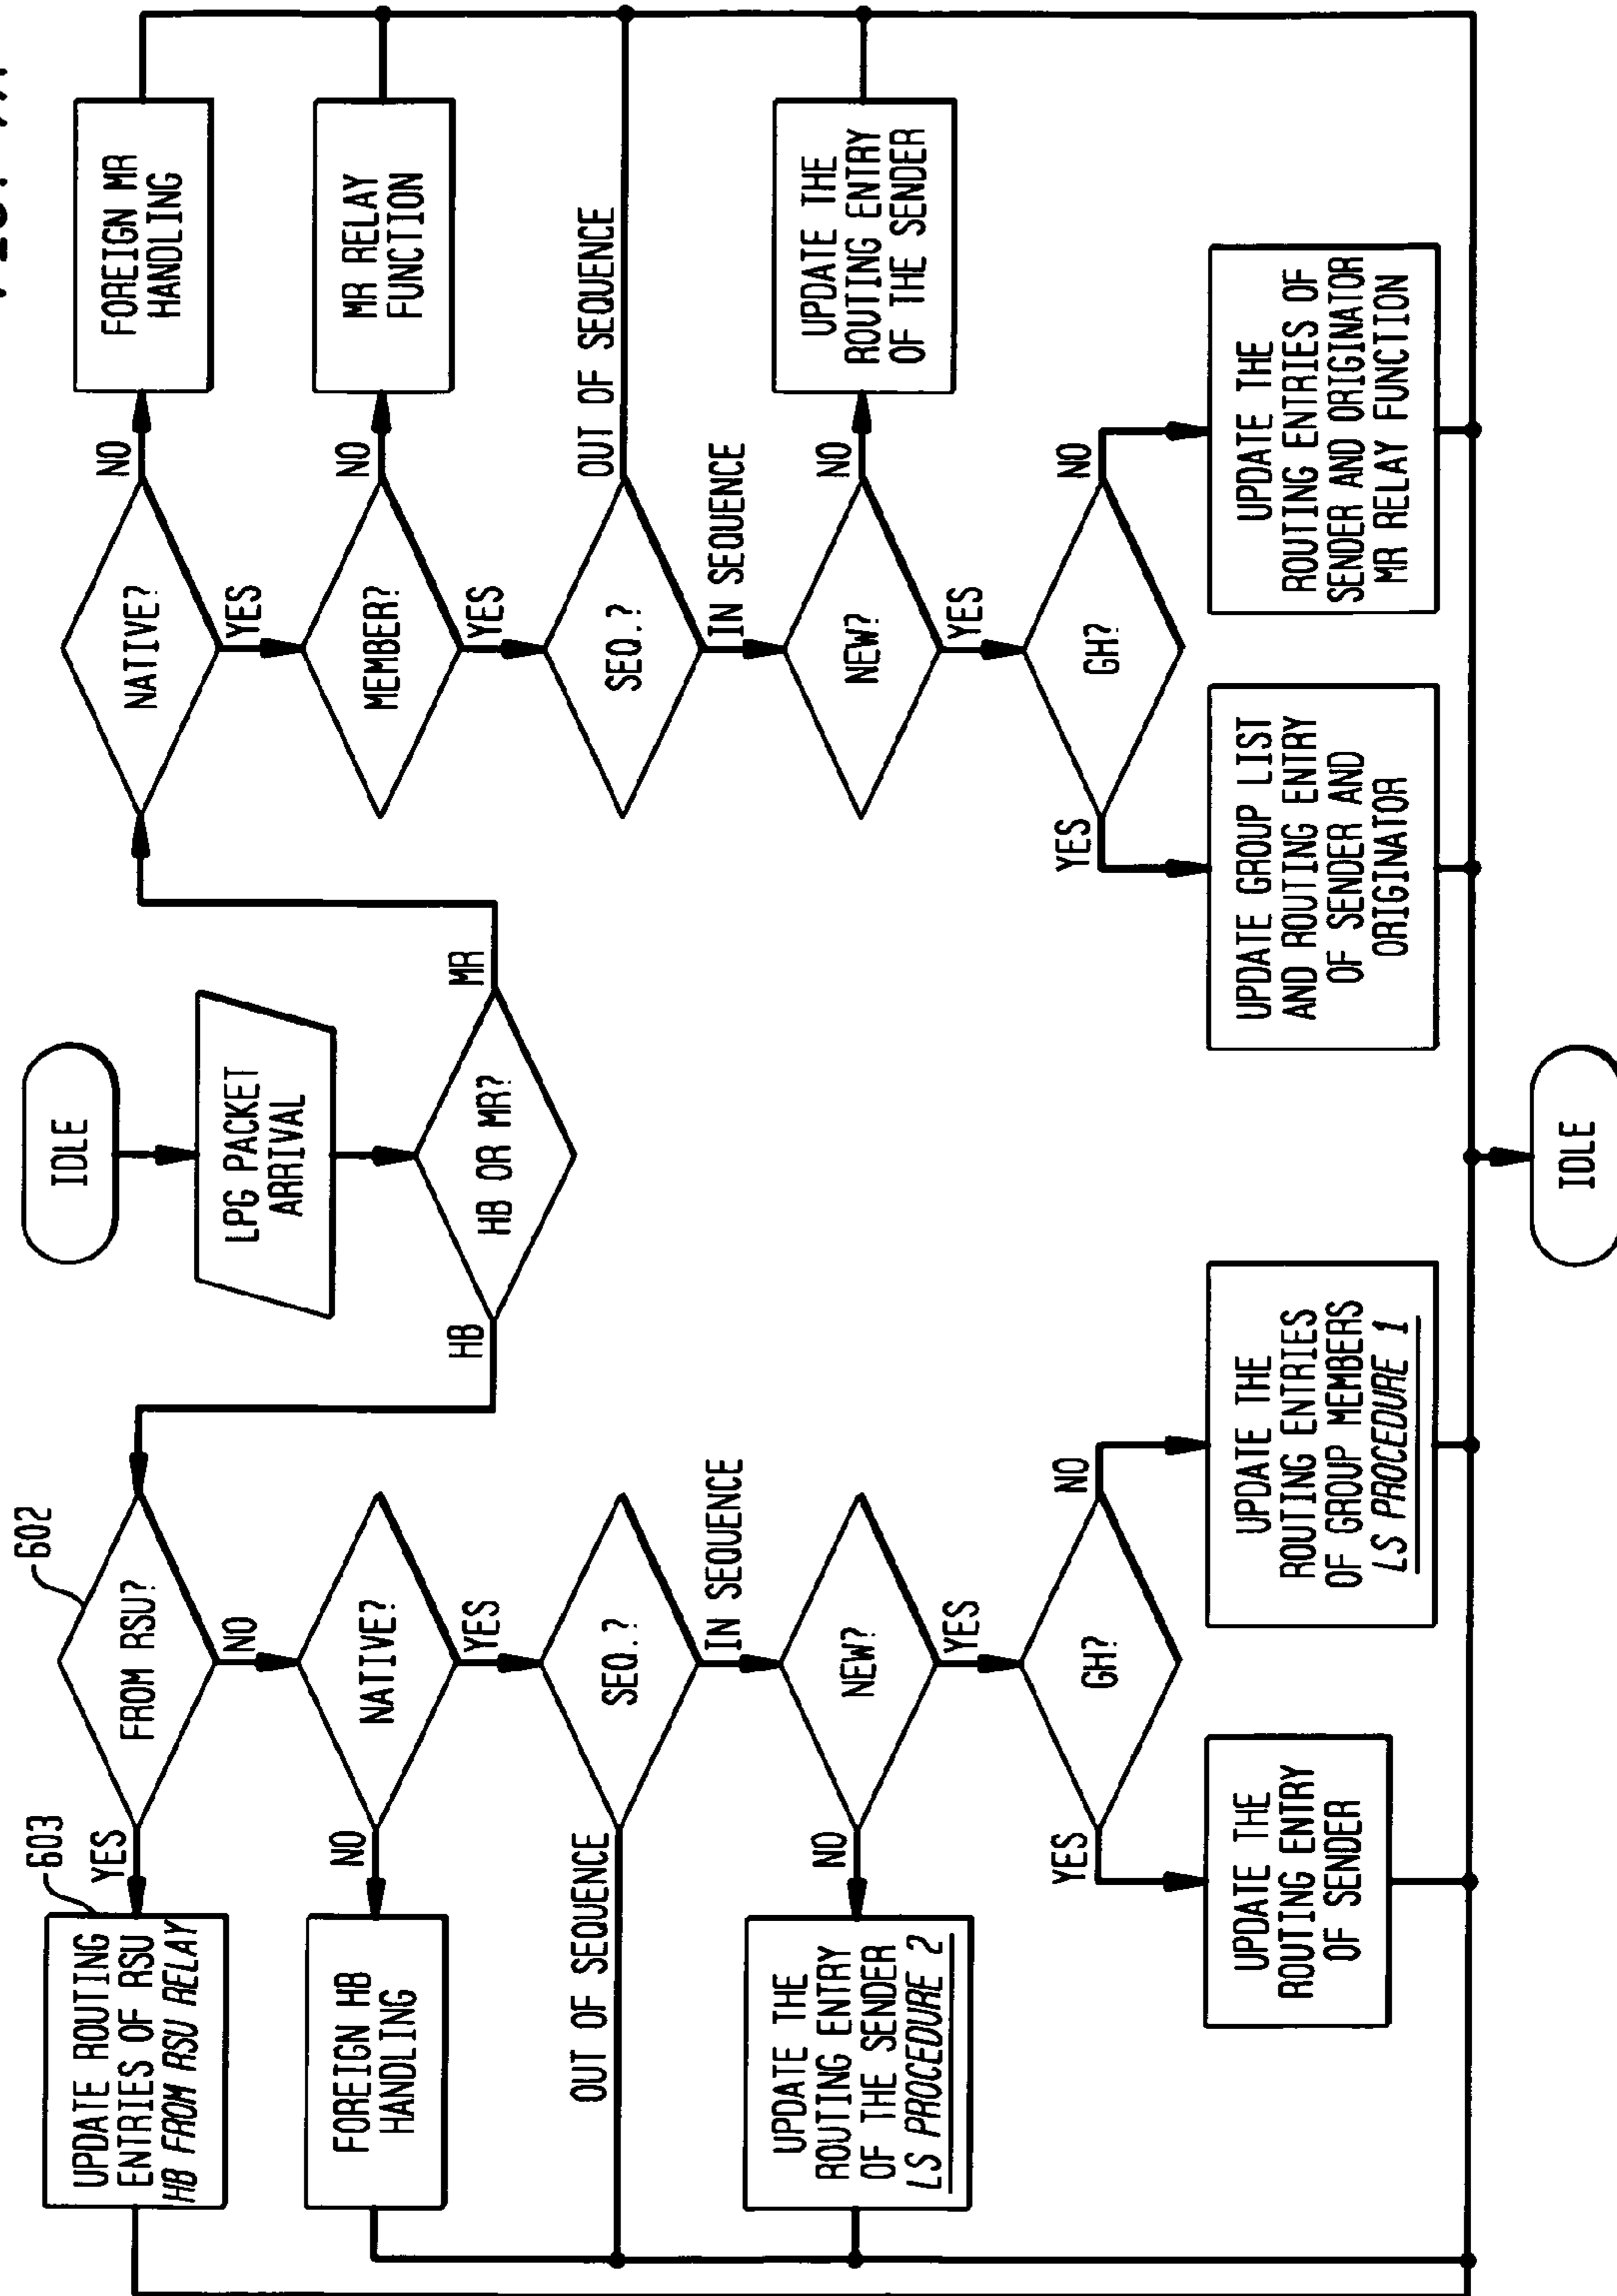 IDLE
LPG PACKET
ARRIVAL
HB OR MR?
HB
MR
602
FROM RSU?
YES
603
UPDATE ROUTING
ENTRIES OF RSU
HB FROM RSU RELAY
NO
NATIVE?
NO
FOREIGN HB
HANDLING
YES
SEQ.?
OUT OF SEQUENCE
IN SEQUENCE
NEW?
NO
UPDATE THE
ROUTING ENTRY
OF THE SENDER
LS PROCEDURE 2
YES
GH?
YES
UPDATE THE
ROUTING ENTRY
OF SENDER
NO
UPDATE THE
ROUTING ENTRIES
OF GROUP MEMBERS
LS PROCEDURE 1
NATIVE?
NO
FOREIGN MR
HANDLING
YES
MEMBER?
NO
MR RELAY
FUNCTION
YES
SEQ.?
OUT OF SEQUENCE
IN SEQUENCE
NEW?
NO
UPDATE THE
ROUTING ENTRY
OF THE SENDER
YES
GH?
YES
UPDATE GROUP LIST
AND ROUTING ENTRY
OF SENDER AND
ORIGINATOR
NO
UPDATE THE
ROUTING ENTRIES OF
SENDER AND ORIGINATOR
MR RELAY FUNCTION
IDLE